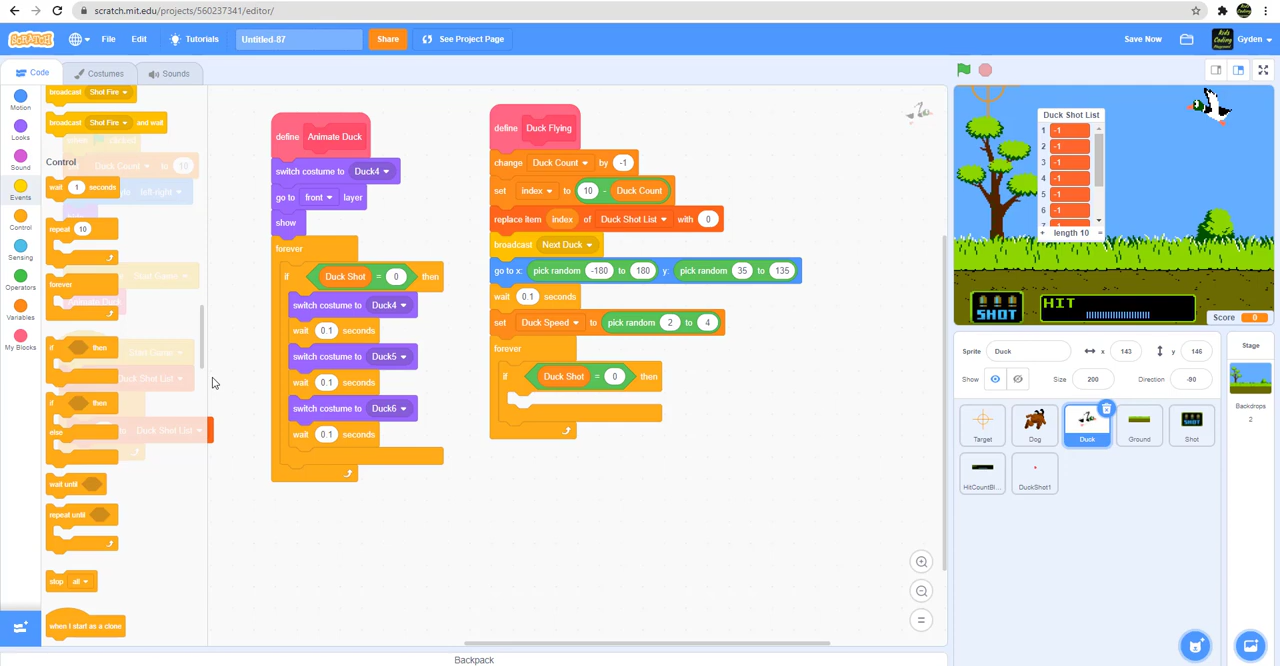 scratch.mit.edu/projects/560237341/editor/
SCRATCH File Edit Tutorials Untitled-87 Share See Project Page Save Now Gyden
Code Costumes Sounds
Motion
Looks
Sound
Events
Control
Sensing
Operators
Variables
My Blocks
broadcast Shot Fire
broadcast Shot Fire and wait
Control
wait 1 seconds
repeat 10
forever
if then
if then
else
wait until
repeat until
stop all
when I start as a clone
define Animate Duck
switch costume to Duck4
go to front layer
show
forever
if Duck Shot = 0 then
switch costume to Duck4
wait 0.1 seconds
switch costume to Duck5
wait 0.1 seconds
switch costume to Duck6
wait 0.1 seconds
define Duck Flying
change Duck Count by -1
set index to 10 - Duck Count
replace item index of Duck Shot List with 0
broadcast Next Duck
go to x: pick random -180 to 180 y: pick random 35 to 135
wait 0.1 seconds
set Duck Speed to pick random 2 to 4
forever
if Duck Shot = 0 then
Kids Coding Playground
Duck Shot List
1 -1
2 -1
3 -1
4 -1
5 -1
6 -1
+ length 10 =
SHOT HIT
Score 0
Sprite Duck x 143 y 146
Show Size 200 Direction -90
Stage
Backdrops
2
Target Dog Duck Ground Shot
HitCountBl... DuckShot1
Backpack